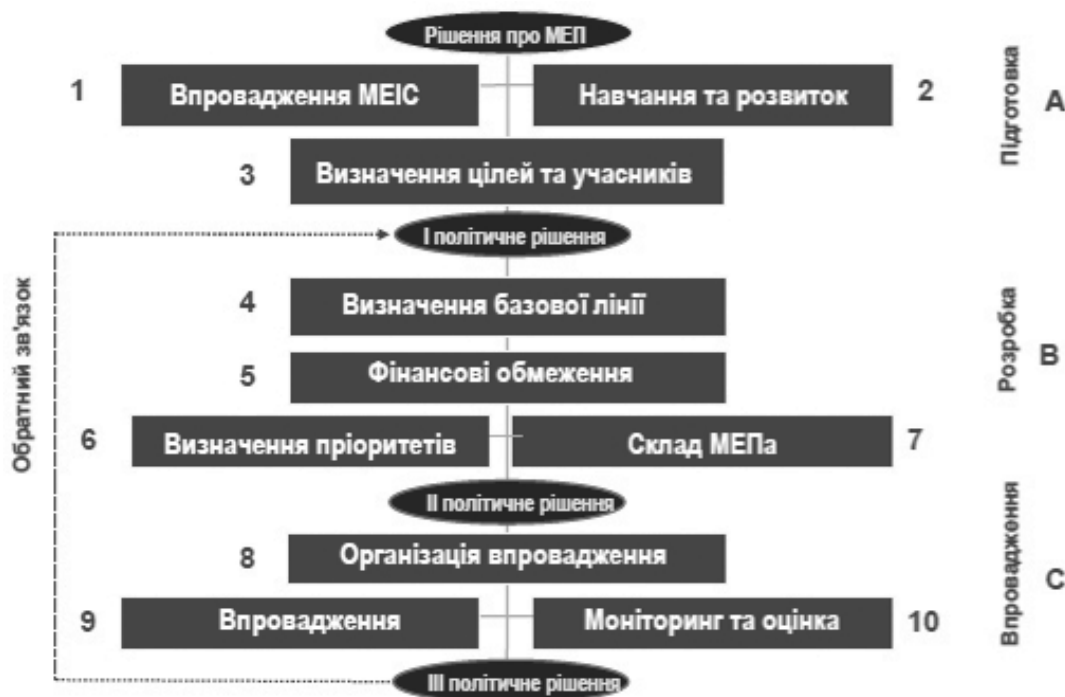 Рішення про МЕП
1 Впровадження МЕІС Навчання та розвиток 2
Підготовка A
3 Визначення цілей та учасників
І політичне рішення
Обратний зв'язок
4 Визначення базової лінії
Розробка B
5 Фінансові обмеження
6 Визначення пріоритетів Склад МЕПа 7
ІІ політичне рішення
8 Організація впровадження
Впровадження C
9 Впровадження Моніторинг та оцінка 10
ІІІ політичне рішення